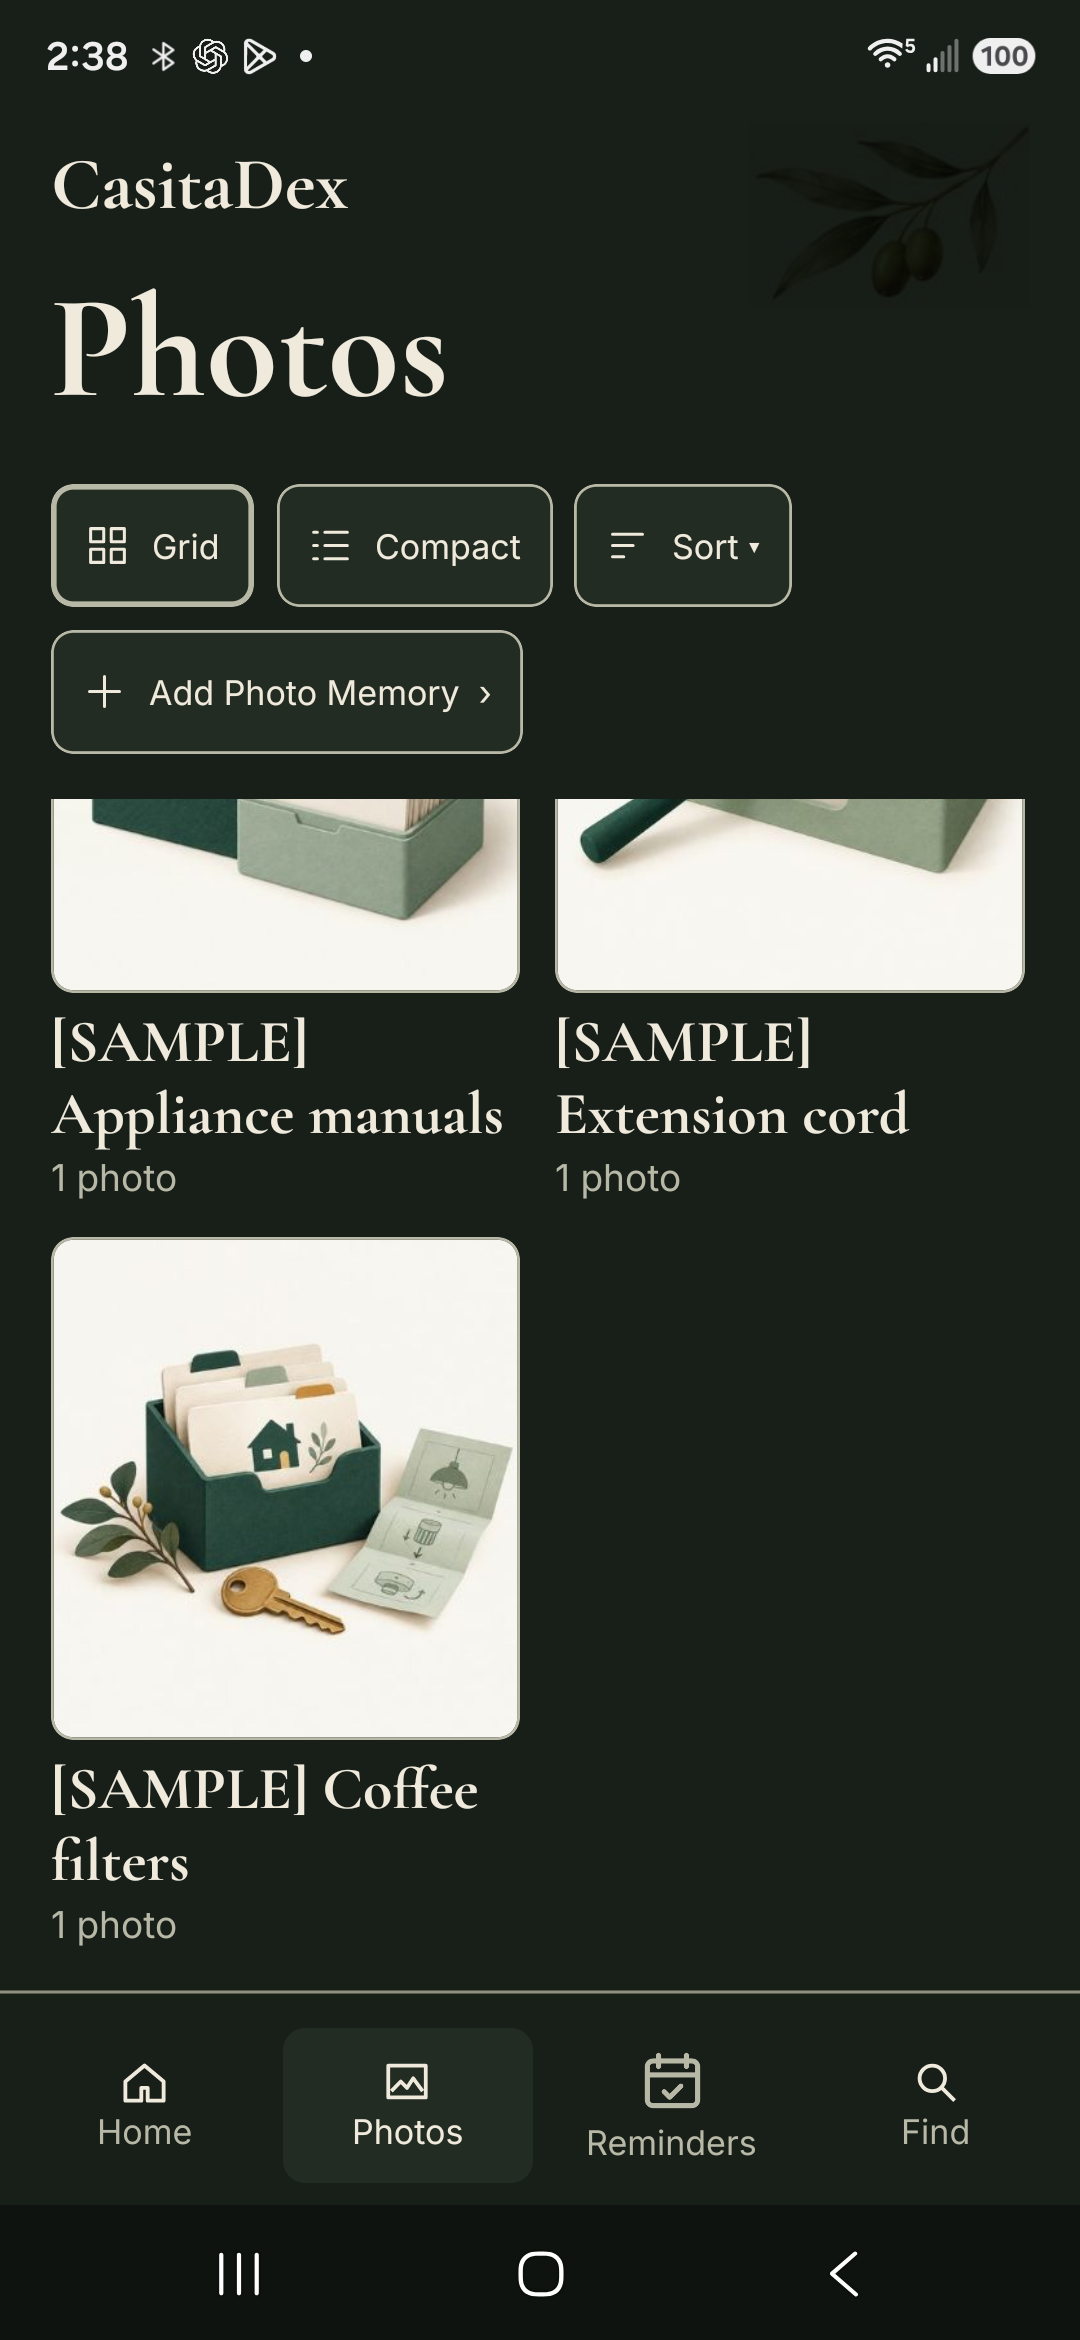 2:38
5
100
CasitaDex
Photos
Grid
Compact
Sort ▾
+ Add Photo Memory ›
[SAMPLE]
Appliance manuals
1 photo
[SAMPLE]
Extension cord
1 photo
[SAMPLE] Coffee
filters
1 photo
Home
Photos
Reminders
Find